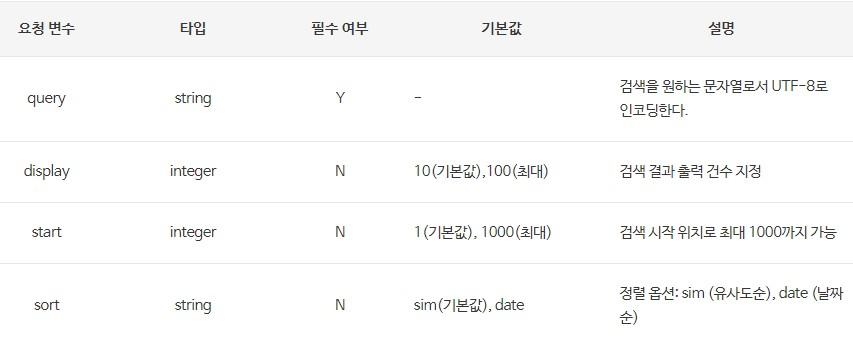 요청 변수 타입 필수 여부 기본값 설명
query string Y - 검색을 원하는 문자열로서 UTF-8로
인코딩한다.
display integer N 10(기본값),100(최대) 검색 결과 출력 건수 지정
start integer N 1(기본값), 1000(최대) 검색 시작 위치로 최대 1000까지 가능
sort string N sim(기본값), date 정렬 옵션: sim (유사도순), date (날짜
순)